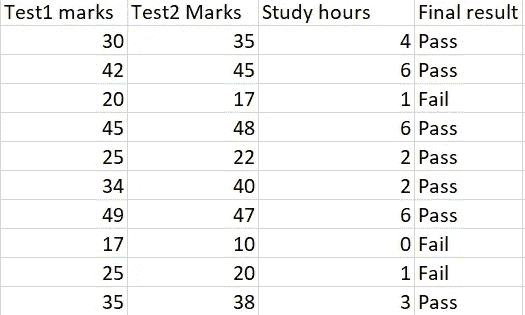 Test1 marks Test2 Marks Study hours Final result
30 35 4 Pass
42 45 6 Pass
20 17 1 Fail
45 48 6 Pass
25 22 2 Pass
34 40 2 Pass
49 47 6 Pass
17 10 0 Fail
25 20 1 Fail
35 38 3 Pass